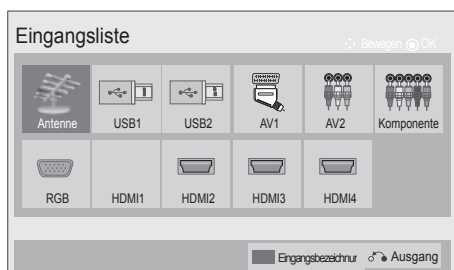 Eingangsliste
Bewegen OK
Antenne USB1 USB2 AV1 AV2 Komponente
RGB HDMI1 HDMI2 HDMI3 HDMI4
Eingangsbezeichnur Ausgang